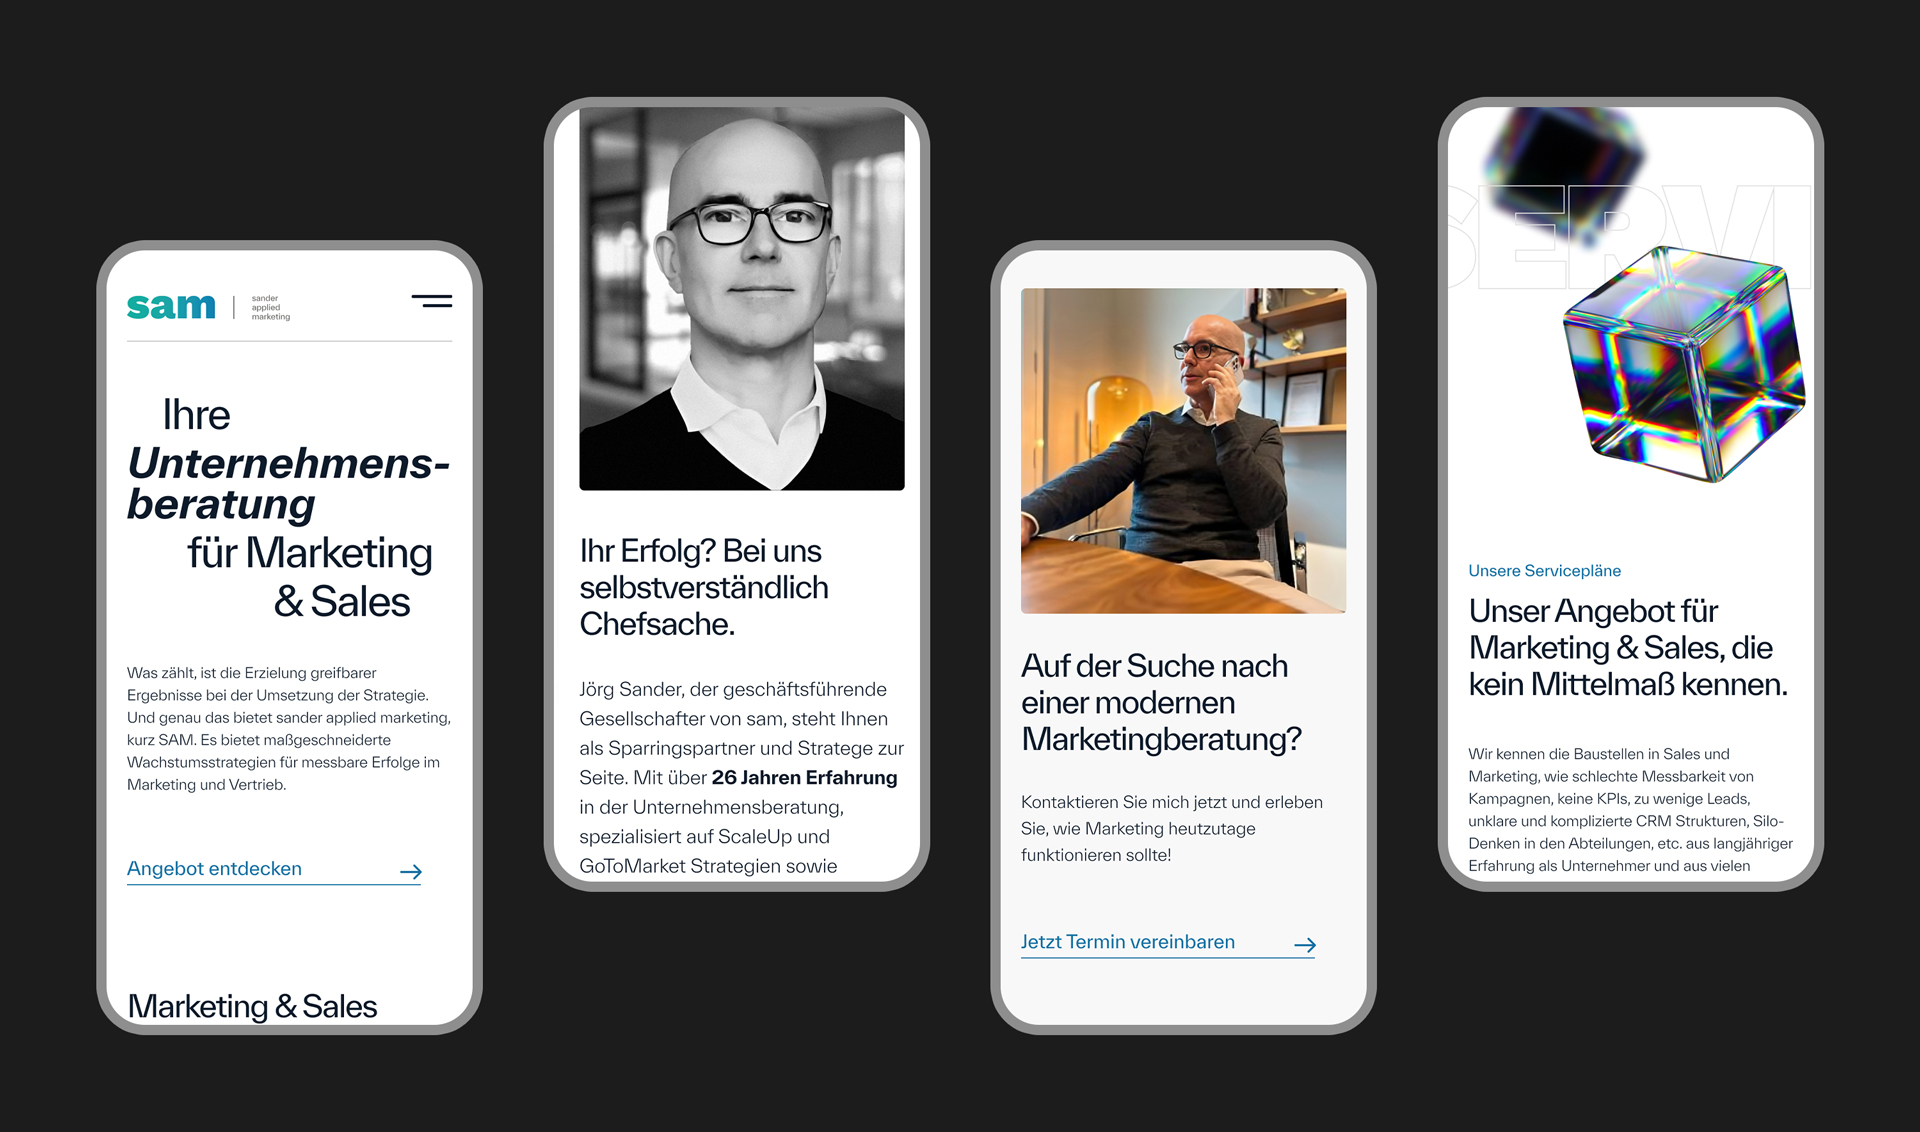 sam
sander
applied
marketing
Ihre
Unternehmens-
beratung
für Marketing
& Sales
Was zählt, ist die Erzielung greifbarer
Ergebnisse bei der Umsetzung der Strategie.
Und genau das bietet sander applied marketing,
kurz SAM. Es bietet maßgeschneiderte
Wachstumsstrategien für messbare Erfolge im
Marketing und Vertrieb.
Angebot entdecken
Marketing & Sales
Ihr Erfolg? Bei uns
selbstverständlich
Chefsache.
Jörg Sander, der geschäftsführende
Gesellschafter von sam, steht Ihnen
als Sparringspartner und Stratege zur
Seite. Mit über 26 Jahren Erfahrung
in der Unternehmensberatung,
spezialisiert auf ScaleUp und
GoToMarket Strategien sowie
Auf der Suche nach
einer modernen
Marketingberatung?
Kontaktieren Sie mich jetzt und erleben
Sie, wie Marketing heutzutage
funktionieren sollte!
Jetzt Termin vereinbaren
SERVI
Unsere Servicepläne
Unser Angebot für
Marketing & Sales, die
kein Mittelmaß kennen.
Wir kennen die Baustellen in Sales und
Marketing, wie schlechte Messbarkeit von
Kampagnen, keine KPIs, zu wenige Leads,
unklare und komplizierte CRM Strukturen, Silo-
Denken in den Abteilungen, etc. aus langjähriger
Erfahrung als Unternehmer und aus vielen